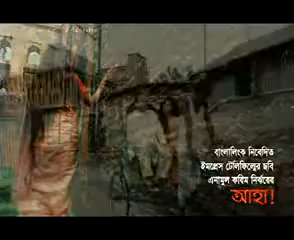 বাংলালিংক নিবেদিত
ইমপ্রেস টেলিফিল্মের ছবি
এনামুল করিম নির্ঝরের
আহা!